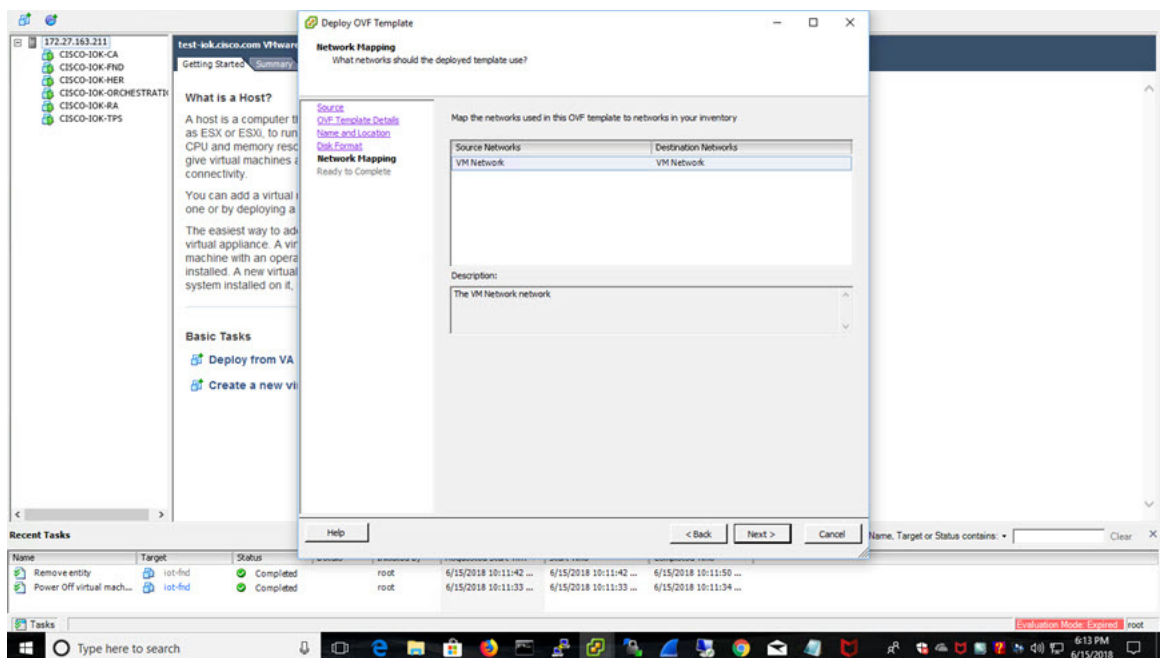 Deploy OVF Template
172.27.163.211
CISCO-IOK-CA
CISCO-IOK-FND
CISCO-IOK-HER
CISCO-IOK-ORCHESTRATI
CISCO-IOK-RA
CISCO-IOK-TPS
test-iok.cisco.com VMware
Getting Started Summary
What is a Host?
A host is a computer t
as ESX or ESXi, to run
CPU and memory reso
give virtual machines a
connectivity.
You can add a virtual
one or by deploying a
The easiest way to ad
virtual appliance. A vir
machine with an opera
installed. A new virtual
system installed on it,
Basic Tasks
Deploy from VA
Create a new vi
Network Mapping
What networks should the deployed template use?
Source
OVF Template Details
Name and Location
Disk Format
Network Mapping
Ready to Complete
Map the networks used in this OVF template to networks in your inventory
Source Networks Destination Networks
VM Network VM Network
Description:
The VM Network network
Help < Back Next > Cancel
Recent Tasks
Name, Target or Status contains: Clear
Name Target Status
Remove entity iot-fnd Completed root 6/15/2018 10:11:42 ... 6/15/2018 10:11:42 ... 6/15/2018 10:11:50 ...
Power Off virtual mach... iot-fnd Completed root 6/15/2018 10:11:33 ... 6/15/2018 10:11:33 ... 6/15/2018 10:11:34 ...
Tasks Evaluation Mode: Expired root
Type here to search
6:13 PM
6/15/2018